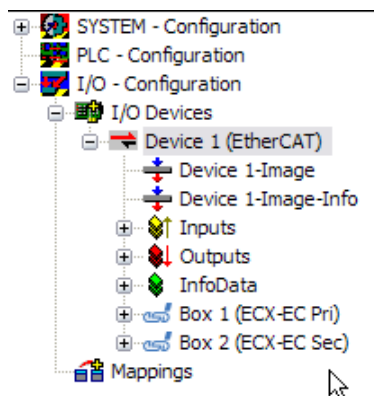 SYSTEM - Configuration
PLC - Configuration
I/O - Configuration
I/O Devices
Device 1 (EtherCAT)
Device 1-Image
Device 1-Image-Info
Inputs
Outputs
InfoData
Box 1 (ECX-EC Pri)
Box 2 (ECX-EC Sec)
Mappings